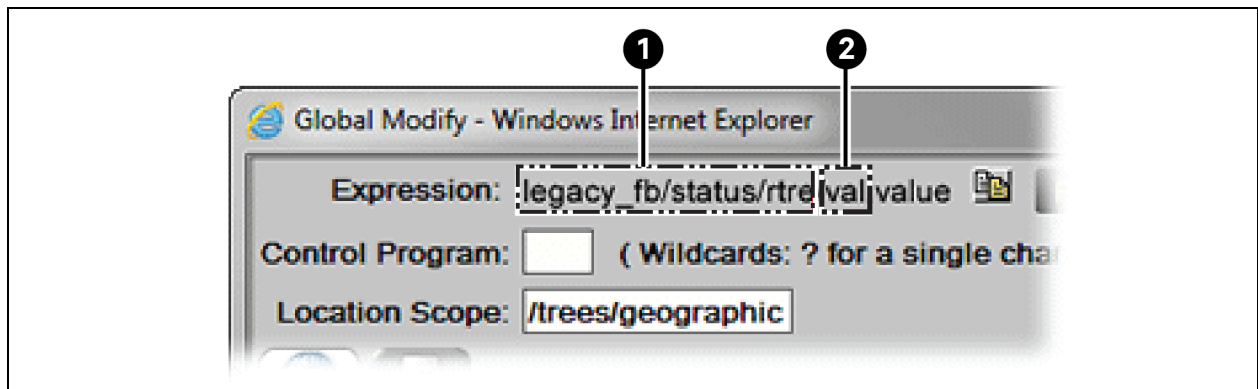 1 2
Global Modify - Windows Internet Explorer
Expression: legacy_fb/status/rtre/val/value
Control Program: ( Wildcards: ? for a single cha
Location Scope: /trees/geographic